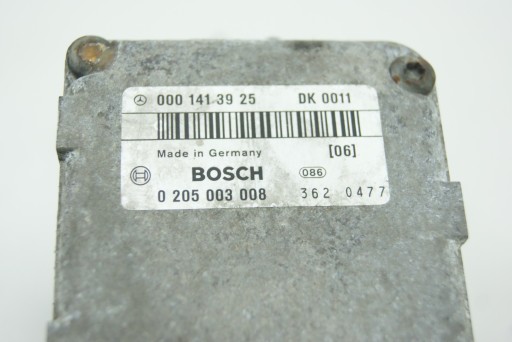 000 141 39 25 DK 0011
Made in Germany [06]
BOSCH 086
0 205 003 008 362 0477